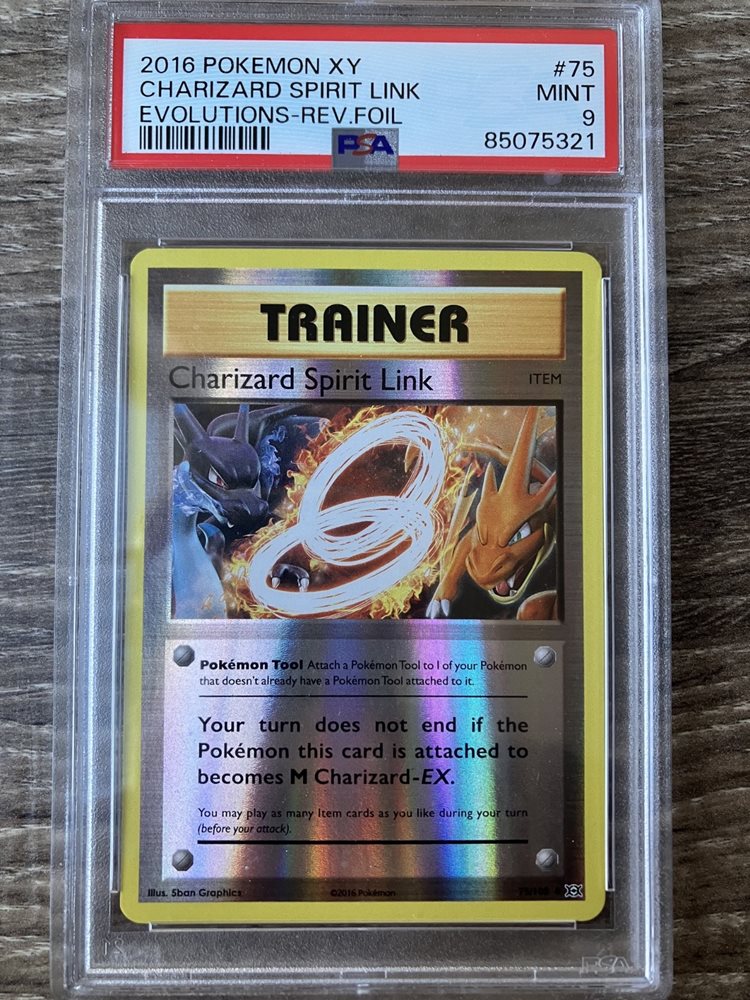 2016 POKEMON XY #75
CHARIZARD SPIRIT LINK MINT
EVOLUTIONS-REV.FOIL 9
PSA 85075321
TRAINER
Charizard Spirit Link ITEM
Pokémon Tool Attach a Pokémon Tool to 1 of your Pokémon
that doesn't already have a Pokémon Tool attached to it.
Your turn does not end if the
Pokémon this card is attached to
becomes M Charizard-EX.
You may play as many Item cards as you like during your turn
(before your attack).
Illus. 5ban Graphics ©2016 Pokémon 75/108
PSA